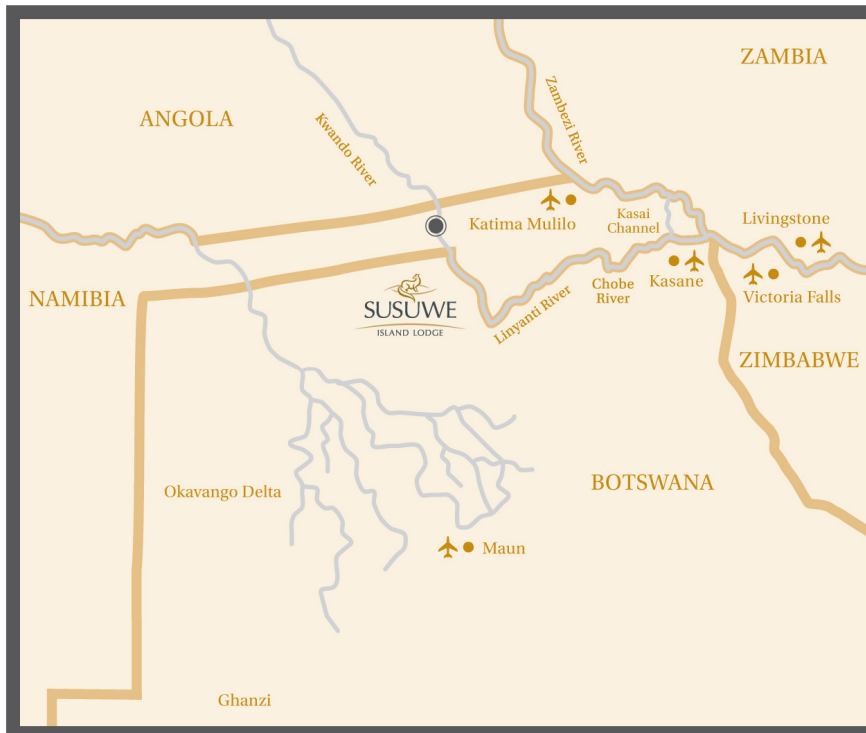 ZAMBIA
ANGOLA
Kwando River
Zambezi River
Katima Mulilo
Kasai
Channel
Livingstone
NAMIBIA
SUSUWE
ISLAND LODGE
Linyanti River
Chobe
River
Kasane
Victoria Falls
ZIMBABWE
Okavango Delta
BOTSWANA
Maun
Ghanzi